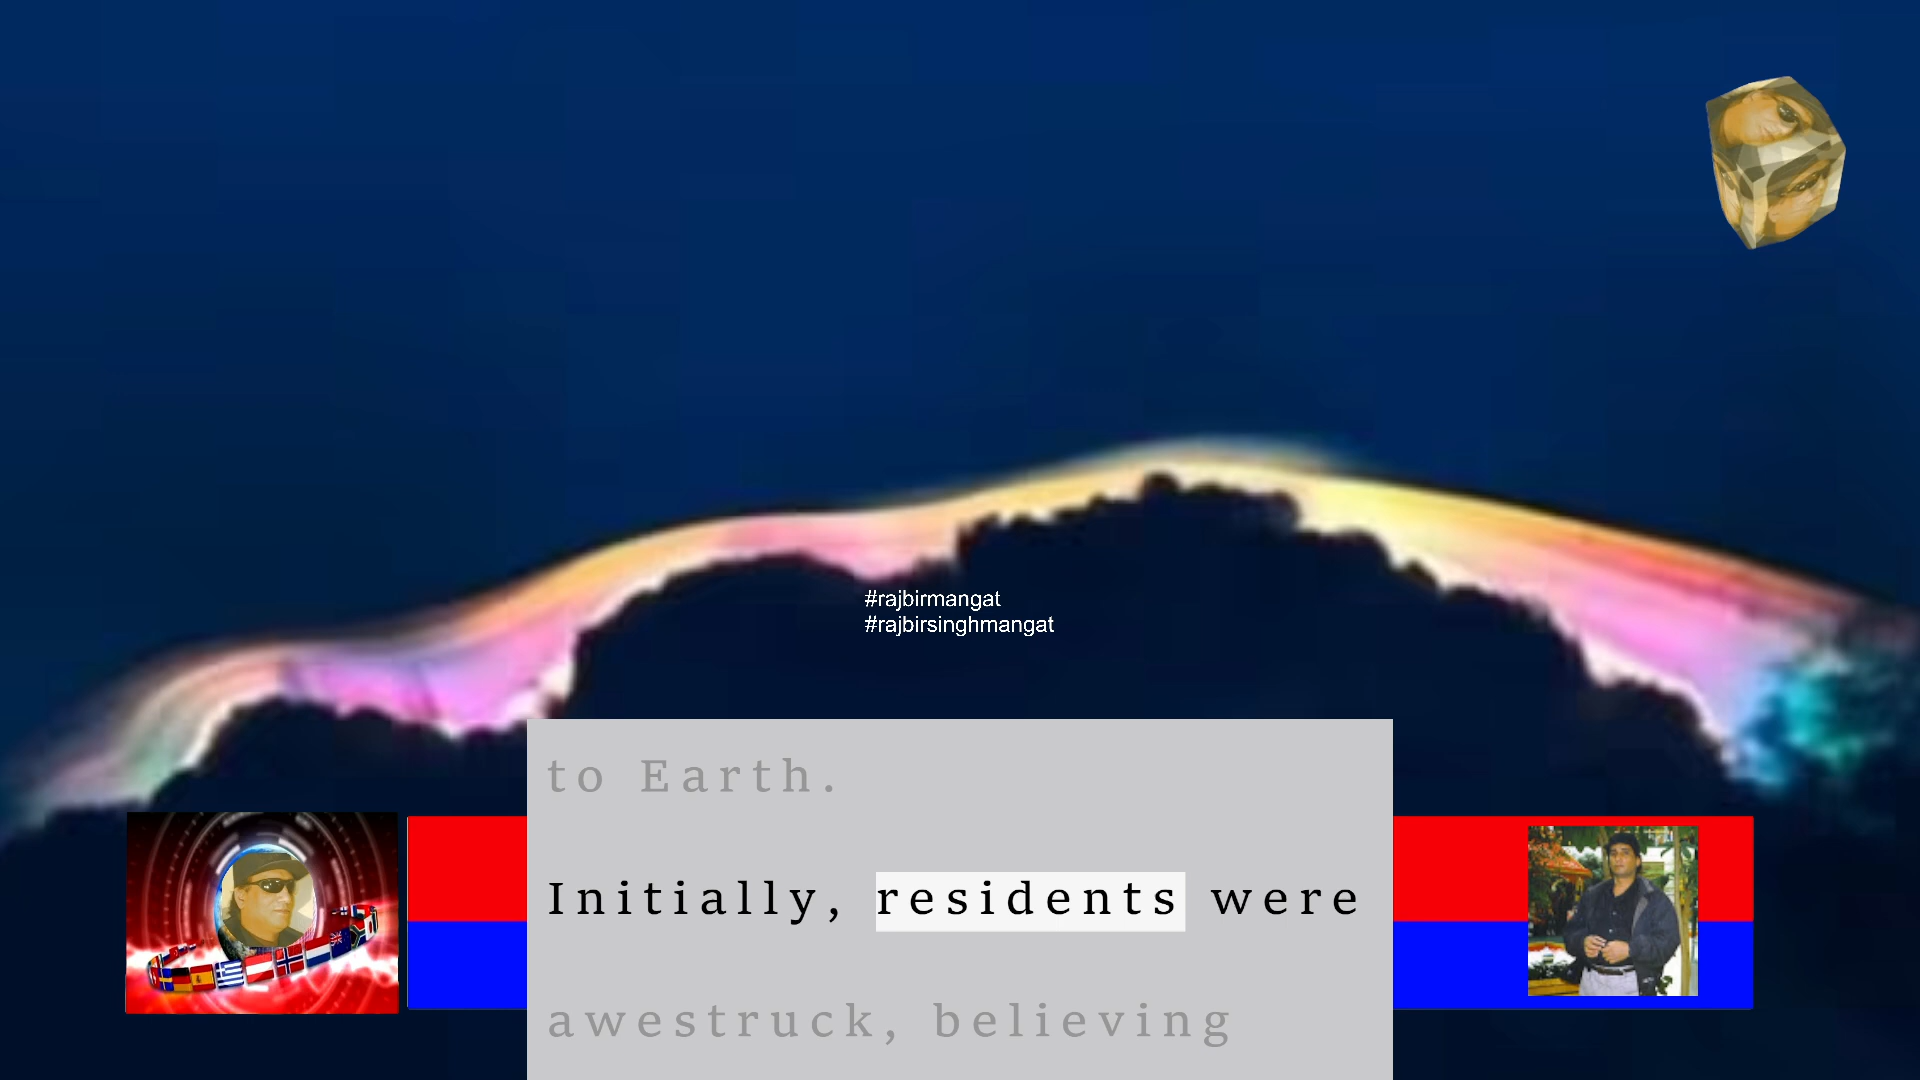 #rajbirmangat
#rajbirsinghmangat
to Earth.
Initially, residents were
awestruck, believing